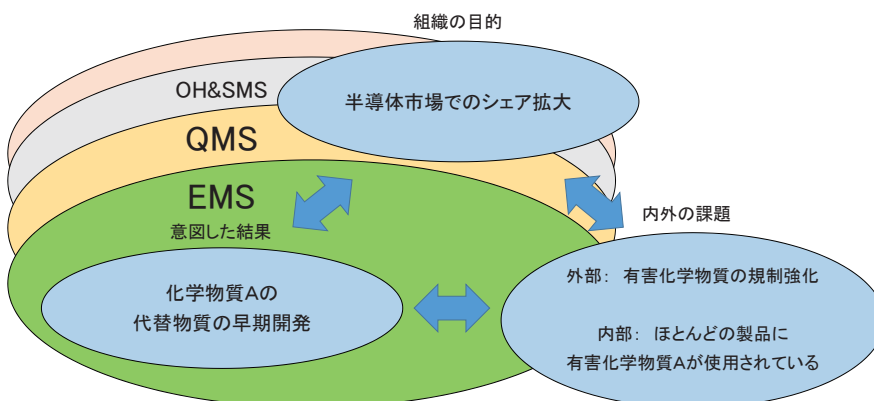 組織の目的
OH&SMS
半導体市場でのシェア拡大
QMS
EMS
意図した結果
内外の課題
化学物質Aの
代替物質の早期開発
外部： 有害化学物質の規制強化
内部： ほとんどの製品に
有害化学物質Aが使用されている